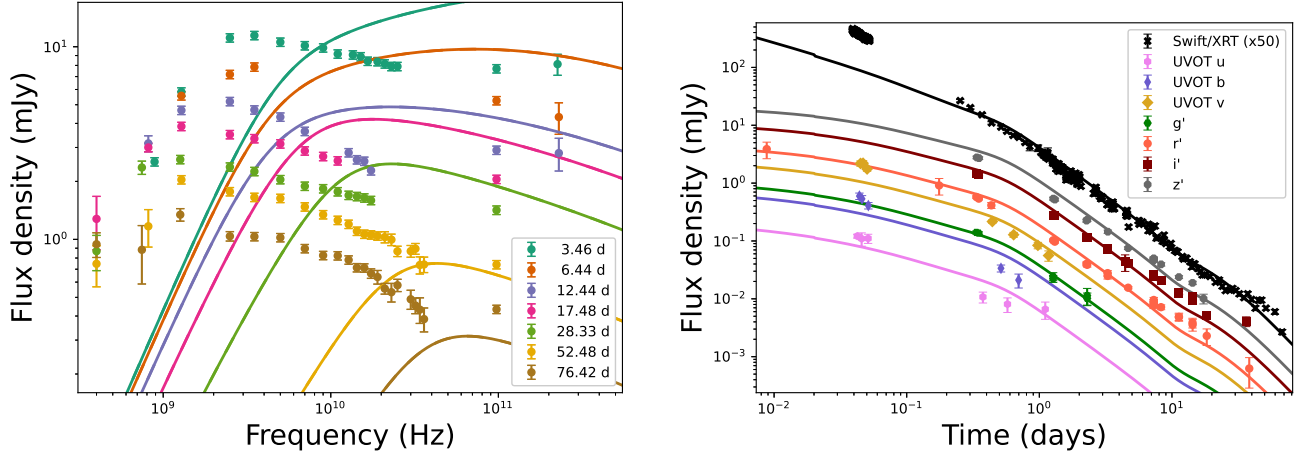 Flux density (mJy)
10¹
10⁰
10⁹
10¹⁰
10¹¹
Frequency (Hz)
3.46 d
6.44 d
12.44 d
17.48 d
28.33 d
52.48 d
76.42 d
Flux density (mJy)
10²
10¹
10⁰
10⁻¹
10⁻²
10⁻³
10⁻²
10⁻¹
10⁰
10¹
Time (days)
Swift/XRT (x50)
UVOT u
UVOT b
UVOT v
g'
r'
i'
z'